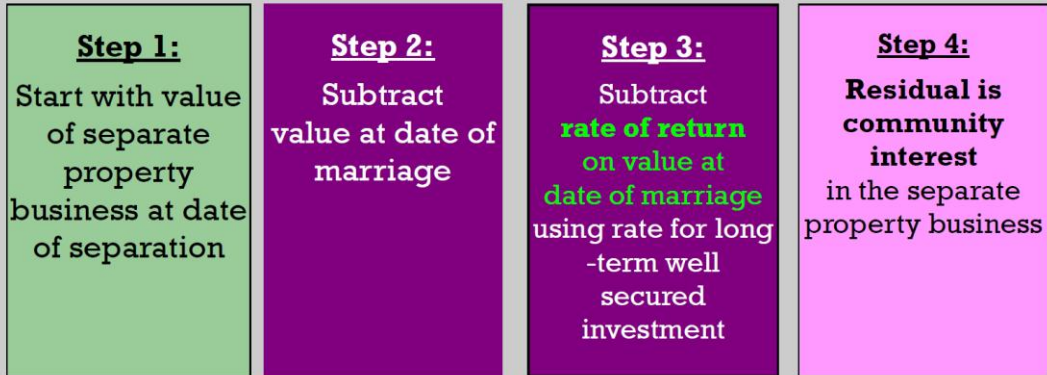 Step 1:
Start with value
of separate
property
business at date
of separation
Step 2:
Subtract
value at date of
marriage
Step 3:
Subtract
rate of return
on value at
date of marriage
using rate for long
-term well
secured
investment
Step 4:
Residual is
community
interest
in the separate
property business